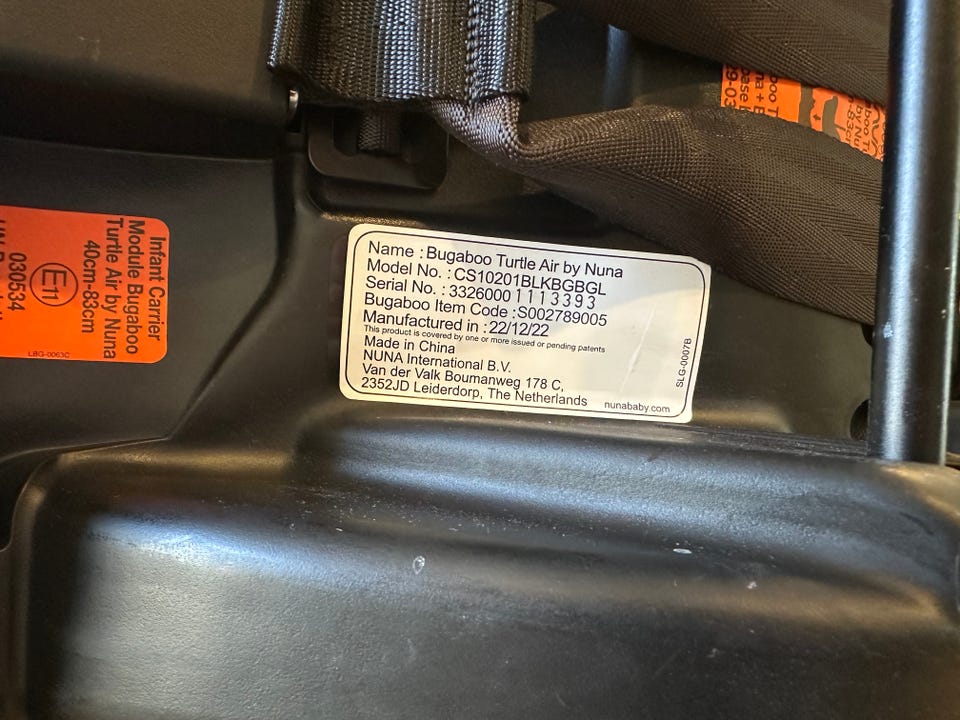 Name : Bugaboo Turtle Air by Nuna
Model No. : CS10201BLKBGBGL
Serial No. : 33260001113393
Bugaboo Item Code : S002789005
Manufactured in : 22/12/22
This product is covered by one or more issued or pending patents
Made in China
NUNA International B.V.
Van der Valk Boumanweg 178 C,
2352JD Leiderdorp, The Netherlands
nunababy.com
SLG-0007B
Infant Carrier
Module Bugaboo
Turtle Air by Nuna
40cm-83cm
E11
030534
LBG-0063C